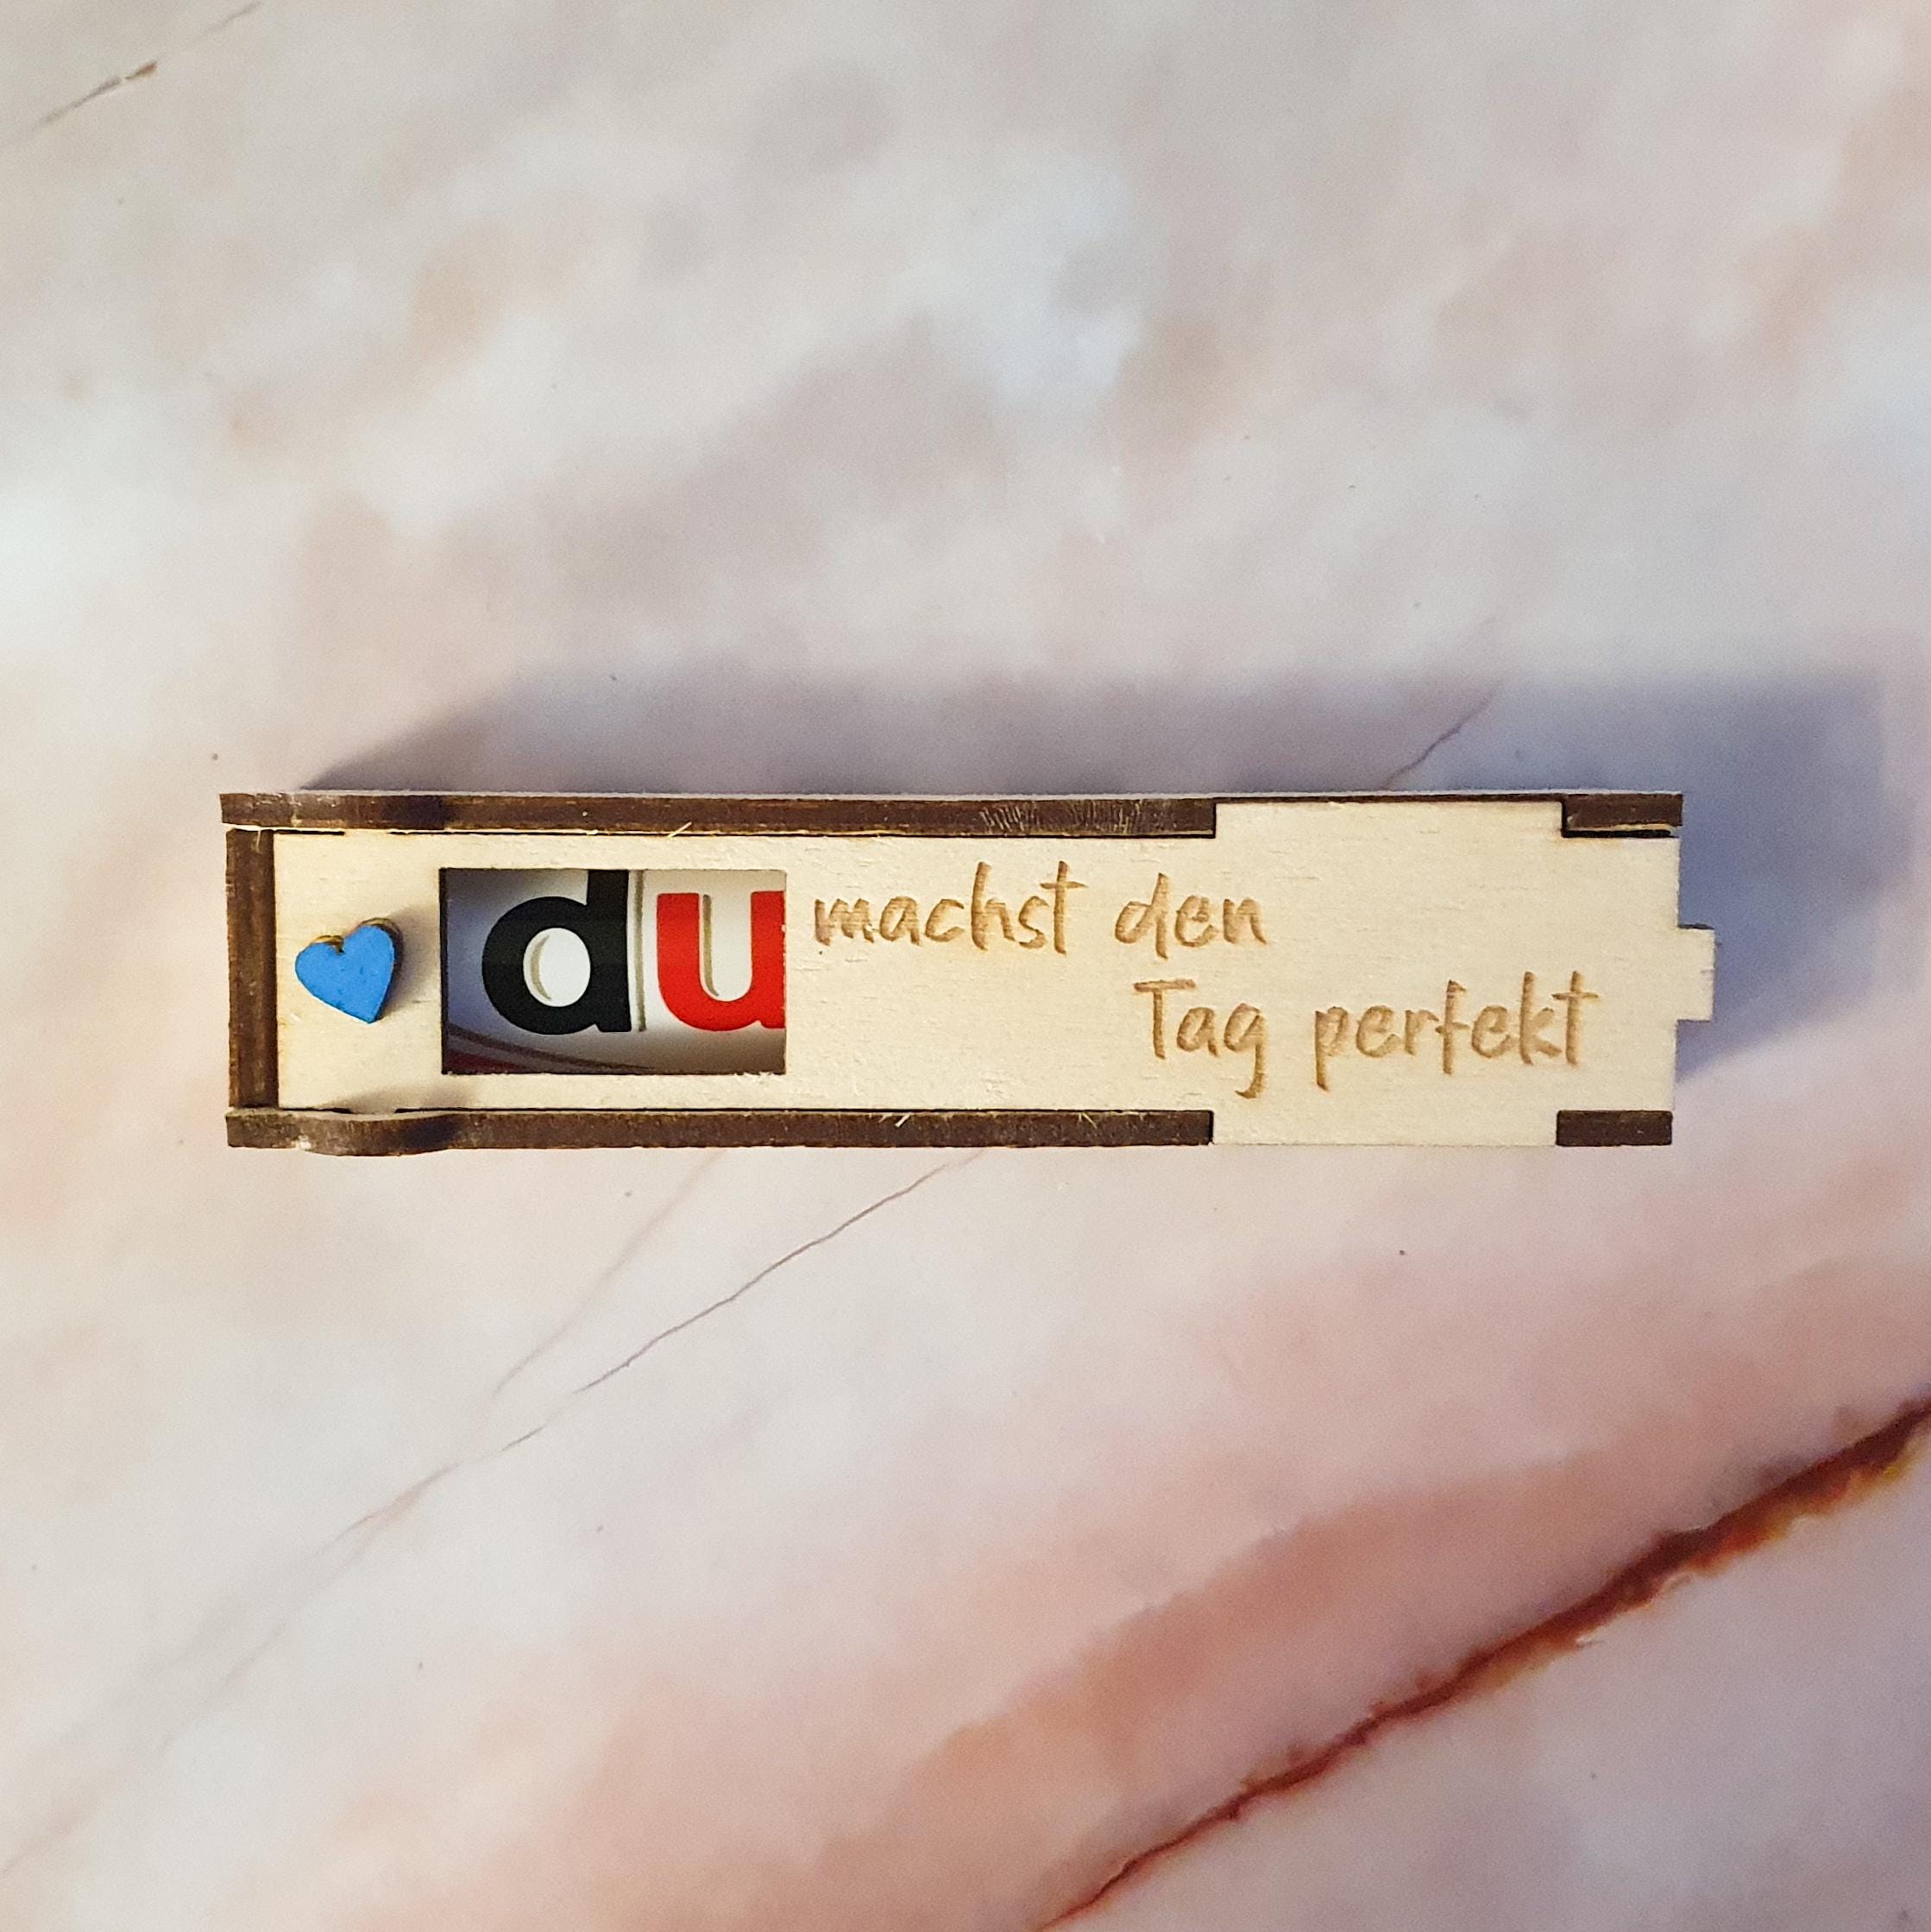 du machst den
Tag perfekt